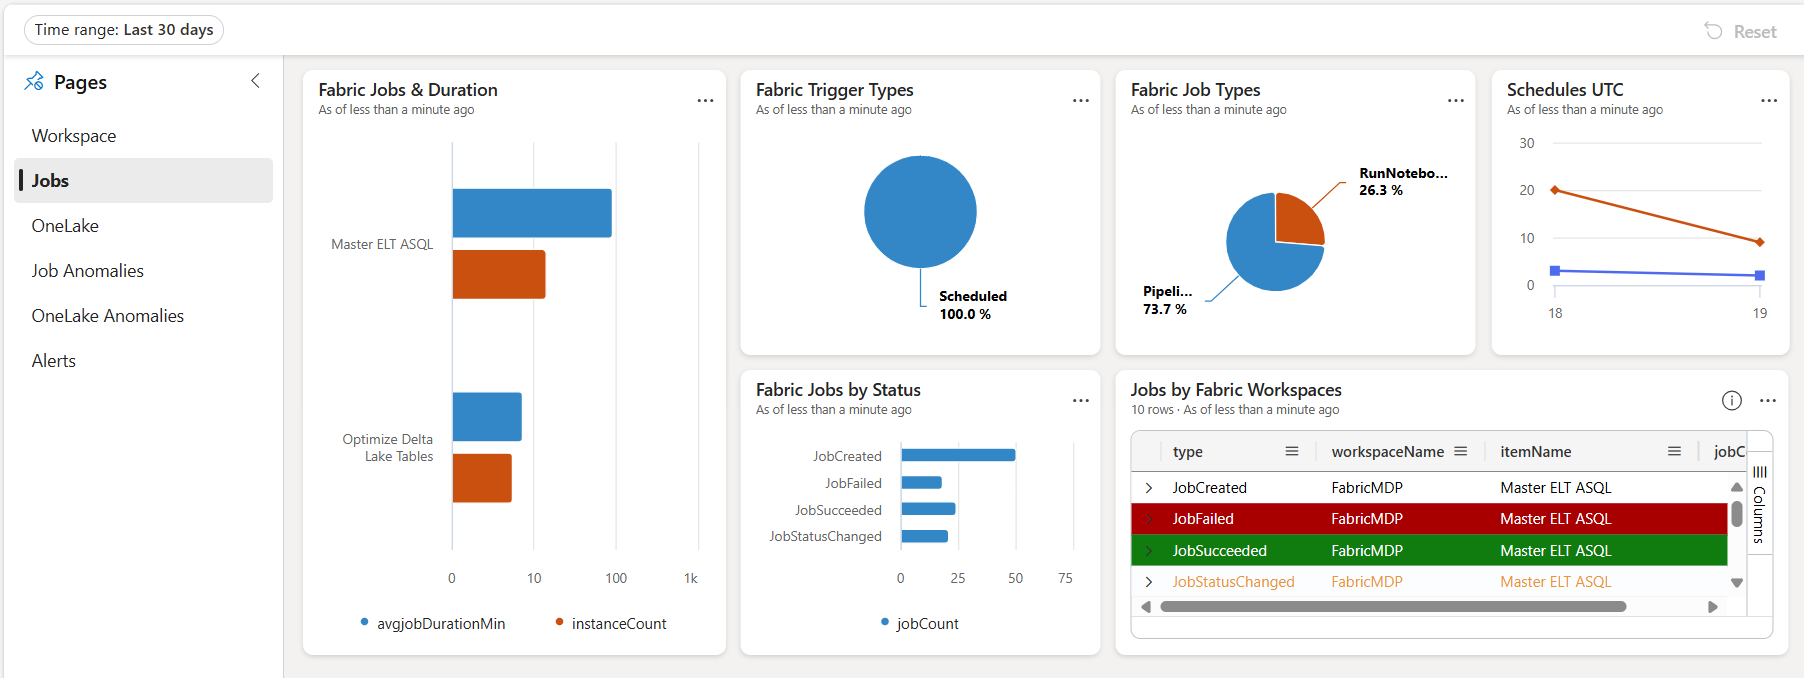 Time range: Last 30 days
Reset
Pages
Workspace
Jobs
OneLake
Job Anomalies
OneLake Anomalies
Alerts
Fabric Jobs & Duration
As of less than a minute ago
Master ELT ASQL
Optimize Delta
Lake Tables
0 10 100 1k
avgjobDurationMin instanceCount
Fabric Trigger Types
As of less than a minute ago
Scheduled
100.0 %
Fabric Job Types
As of less than a minute ago
RunNotebo...
26.3 %
Pipeli...
73.7 %
Schedules UTC
As of less than a minute ago
30
20
10
0
18 19
Fabric Jobs by Status
As of less than a minute ago
JobCreated
JobFailed
JobSucceeded
JobStatusChanged
0 25 50 75
jobCount
Jobs by Fabric Workspaces
10 rows · As of less than a minute ago
type workspaceName itemName jobC
JobCreated FabricMDP Master ELT ASQL
JobFailed FabricMDP Master ELT ASQL
JobSucceeded FabricMDP Master ELT ASQL
JobStatusChanged FabricMDP Master ELT ASQL
Columns